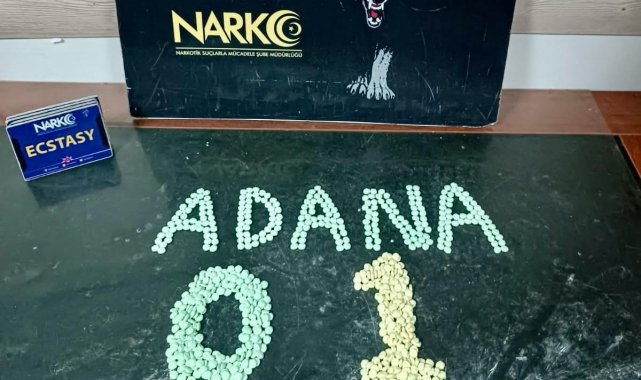 NARKO
NARKOTİK SUÇLARLA MÜCADELE ŞUBE MÜDÜRLÜĞÜ
NARKO
ECSTASY
ADANA
01